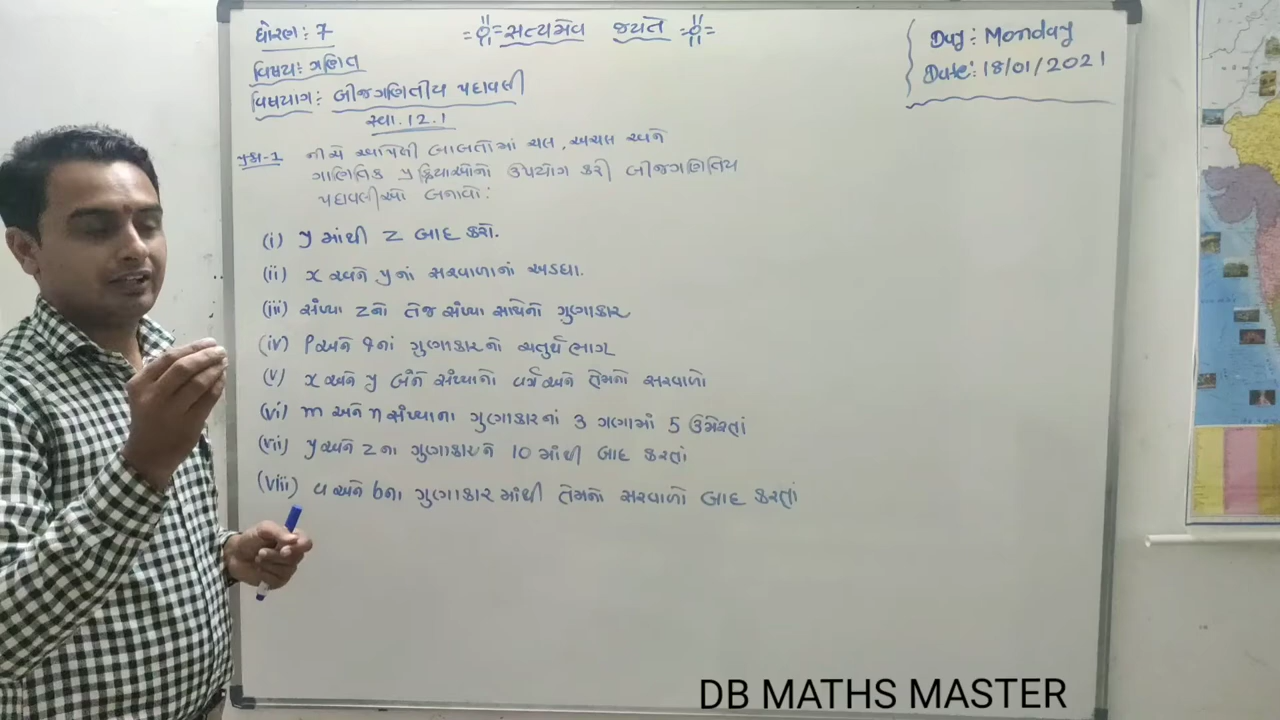 ધોરણ : 7
સત્યમેવ જયતે
Day : Monday
Date : 18/01/2021
વિષય : ગણિત
વિષયાંગ : બીજગણિતીય પદાવલી
સ્વા. 12.1
પ્રશ્ન-1 નીચે આપેલી બાબતોમાં ચલ, અચલ અને
ગાણિતિક પ્રક્રિયાઓનો ઉપયોગ કરી બીજગણિતિય
પદાવલીઓ બનાવો :
(i) y માંથી z બાદ કરો.
(ii) x અને y નાં સરવાળાનાં અડધા.
(iii) સંખ્યા z નો તેજ સંખ્યા સાથેનો ગુણાકાર
(iv) p અને q નાં ગુણાકારનો ચતુર્થ ભાગ
(v) x અને y બંને સંખ્યાનો વર્ગ અને તેમનો સરવાળો
(vi) m અને n સંખ્યાના ગુણાકારનાં 3 ગણામાં 5 ઉમેરતાં
(vii) y અને z ના ગુણાકારને 10 માંથી બાદ કરતાં
(viii) a અને b ના ગુણાકાર માંથી તેમનો સરવાળો બાદ કરતાં
DB MATHS MASTER